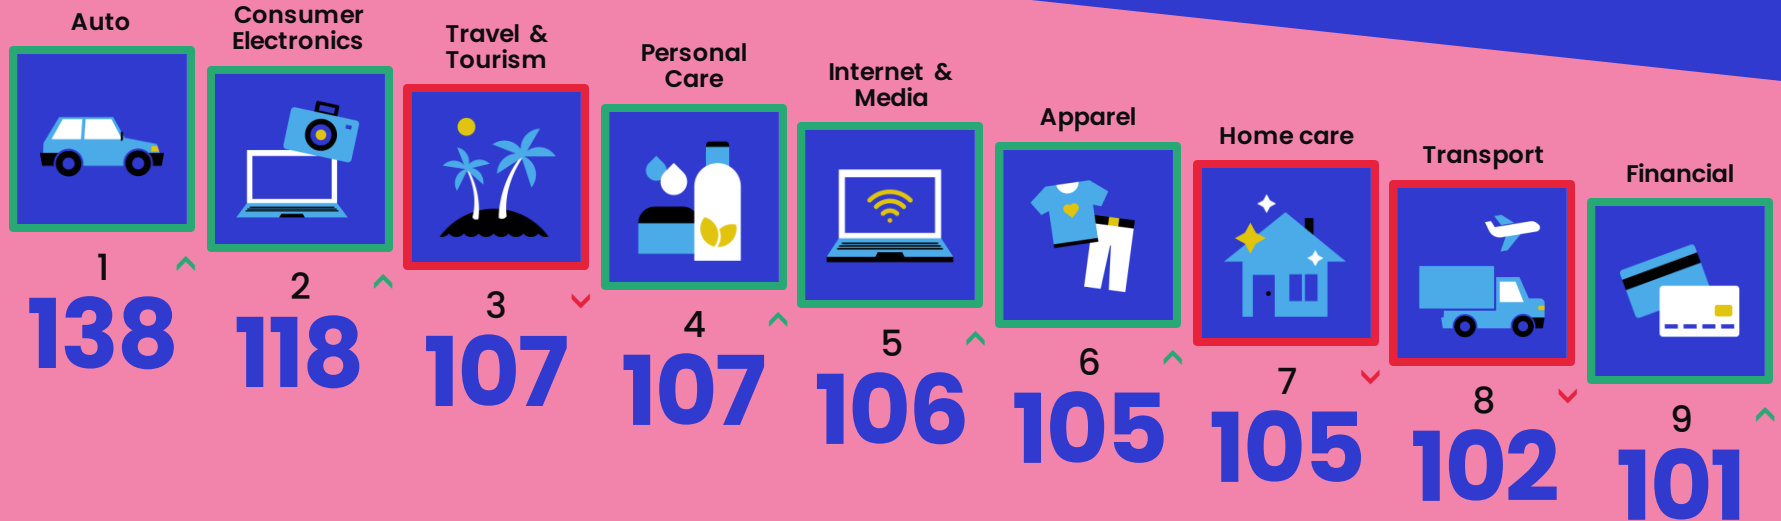 Auto
1
138
Consumer
Electronics
2
118
Travel &
Tourism
3
107
Personal
Care
4
107
Internet &
Media
5
106
Apparel
6
105
Home care
7
105
Transport
8
102
Financial
9
101